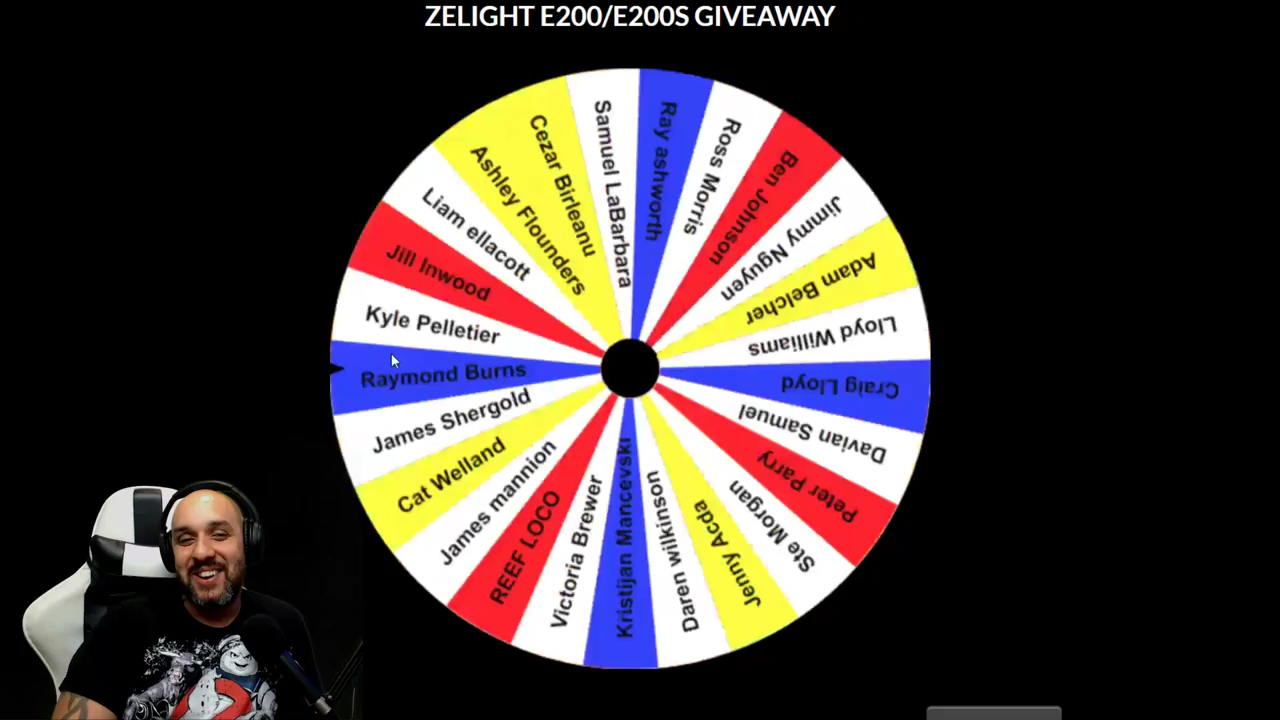 ZELIGHT E200/E200S GIVEAWAY
Samuel LaBarbara
Ray ashworth
Ross Morris
Ben Johnson
Jimmy Nguyen
Adam Belcher
Lloyd Williams
Craig Lloyd
Davian Samuel
Peter Parry
Ste Morgan
Jenny Acda
Daren wilkinson
Kristijan Mancevski
Victoria Brewer
REEF LOCO
James mannion
Cat Welland
James Shergold
Raymond Burns
Kyle Pelletier
Jill Inwood
Liam ellacott
Ashley Flounders
Cezar Birleanu